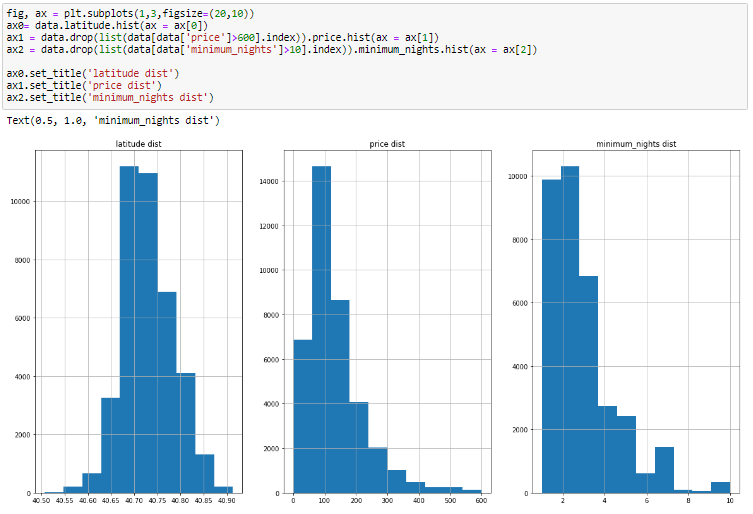 fig, ax = plt.subplots(1,3,figsize=(20,10))
ax0= data.latitude.hist(ax = ax[0])
ax1 = data.drop(list(data[data['price']>600].index)).price.hist(ax = ax[1])
ax2 = data.drop(list(data[data['minimum_nights']>10].index)).minimum_nights.hist(ax = ax[2])
ax0.set_title('latitude dist')
ax1.set_title('price dist')
ax2.set_title('minimum_nights dist')
Text(0.5, 1.0, 'minimum_nights dist')
latitude dist
10000
8000
6000
4000
2000
0
40.50 40.55 40.60 40.65 40.70 40.75 40.80 40.85 40.90
price dist
14000
12000
10000
8000
6000
4000
2000
0
0 100 200 300 400 500 600
minimum_nights dist
10000
8000
6000
4000
2000
0
2 4 6 8 10